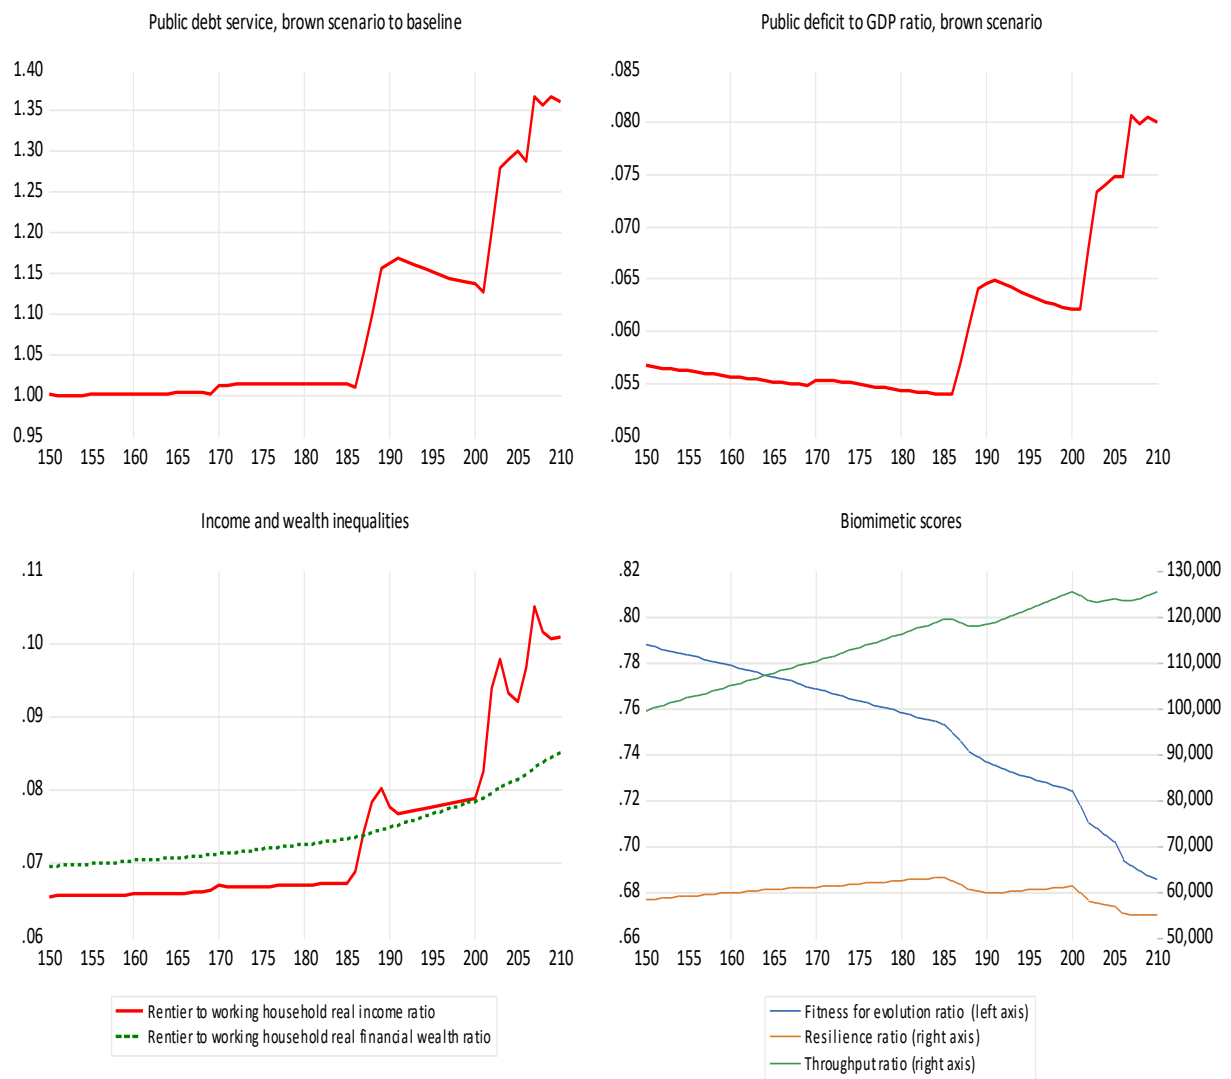 Public debt service, brown scenario to baseline
1.40
1.35
1.30
1.25
1.20
1.15
1.10
1.05
1.00
0.95
150 155 160 165 170 175 180 185 190 195 200 205 210
Public deficit to GDP ratio, brown scenario
.085
.080
.075
.070
.065
.060
.055
.050
150 155 160 165 170 175 180 185 190 195 200 205 210
Income and wealth inequalities
.11
.10
.09
.08
.07
.06
150 155 160 165 170 175 180 185 190 195 200 205 210
Rentier to working household real income ratio
Rentier to working household real financial wealth ratio
Biomimetic scores
.82 130,000
.80 120,000
.78 110,000
.76 100,000
.74 90,000
.72 80,000
.70 70,000
.68 60,000
.66 50,000
150 155 160 165 170 175 180 185 190 195 200 205 210
Fitness for evolution ratio (left axis)
Resilience ratio (right axis)
Throughput ratio (right axis)